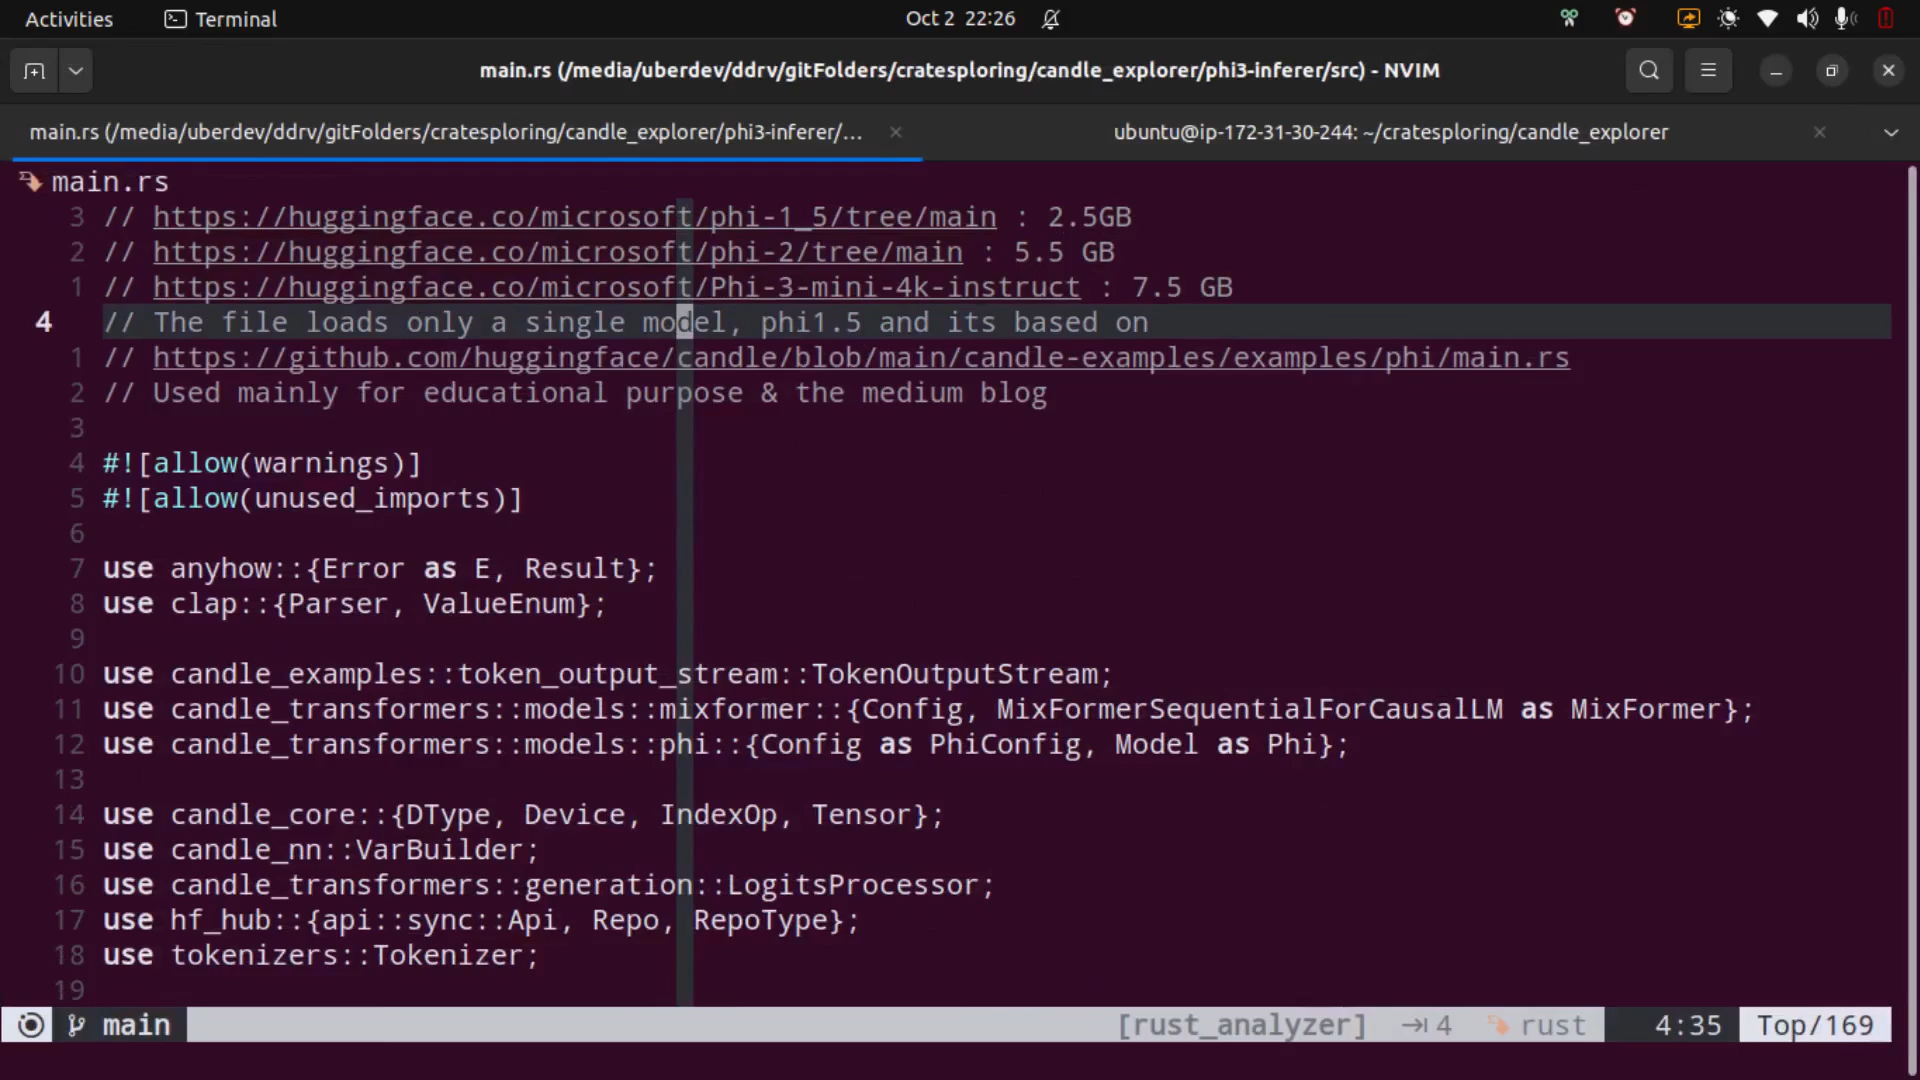 Activities Terminal Oct 2 22:26
main.rs (/media/uberdev/ddrv/gitFolders/cratesploring/candle_explorer/phi3-inferer/src) - NVIM
main.rs (/media/uberdev/ddrv/gitFolders/cratesploring/candle_explorer/phi3-inferer/... ubuntu@ip-172-31-30-244: ~/cratesploring/candle_explorer
main.rs
3 // https://huggingface.co/microsoft/phi-1_5/tree/main : 2.5GB
2 // https://huggingface.co/microsoft/phi-2/tree/main : 5.5 GB
1 // https://huggingface.co/microsoft/Phi-3-mini-4k-instruct : 7.5 GB
4 // The file loads only a single model, phi1.5 and its based on
1 // https://github.com/huggingface/candle/blob/main/candle-examples/examples/phi/main.rs
2 // Used mainly for educational purpose & the medium blog
3
4 #![allow(warnings)]
5 #![allow(unused_imports)]
6
7 use anyhow::{Error as E, Result};
8 use clap::{Parser, ValueEnum};
9
10 use candle_examples::token_output_stream::TokenOutputStream;
11 use candle_transformers::models::mixformer::{Config, MixFormerSequentialForCausalLM as MixFormer};
12 use candle_transformers::models::phi::{Config as PhiConfig, Model as Phi};
13
14 use candle_core::{DType, Device, IndexOp, Tensor};
15 use candle_nn::VarBuilder;
16 use candle_transformers::generation::LogitsProcessor;
17 use hf_hub::{api::sync::Api, Repo, RepoType};
18 use tokenizers::Tokenizer;
19
main [rust_analyzer] 4 rust 4:35 Top/169